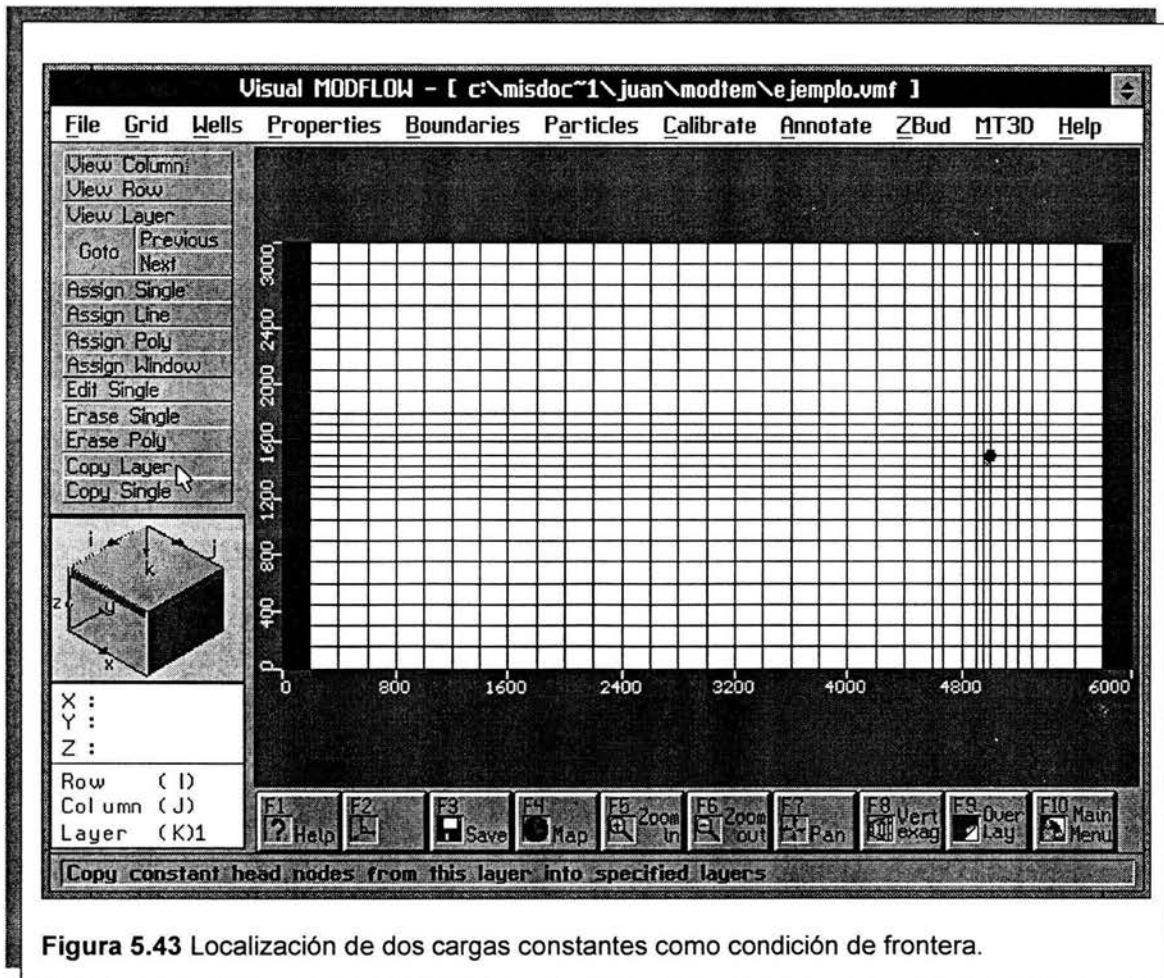 Visual MODFLOW - [ c:\misdoc~1\juan\modtem\ejemplo.vmf ]
File Grid Wells Properties Boundaries Particles Calibrate Annotate ZBud MT3D Help
View Column
View Row
View Layer
Goto Previous
Next
Assign Single
Assign Line
Assign Poly
Assign Window
Edit Single
Erase Single
Erase Poly
Copy Layer
Copy Single
3000
2400
2000
1600
1200
800
400
0
0 800 1600 2400 3200 4000 4800 6000
i j
k
z y
x
X :
Y :
Z :
Row ( I)
Column (J)
Layer (K)1
F1 ? Help
F2
F3 Save
F4 Map
F5 Zoom In
F6 Zoom out
F7 Pan
F8 Vert exag
F9 Over Lay
F10 Main Menu
Copy constant head nodes from this layer into specified layers
Figura 5.43 Localización de dos cargas constantes como condición de frontera.